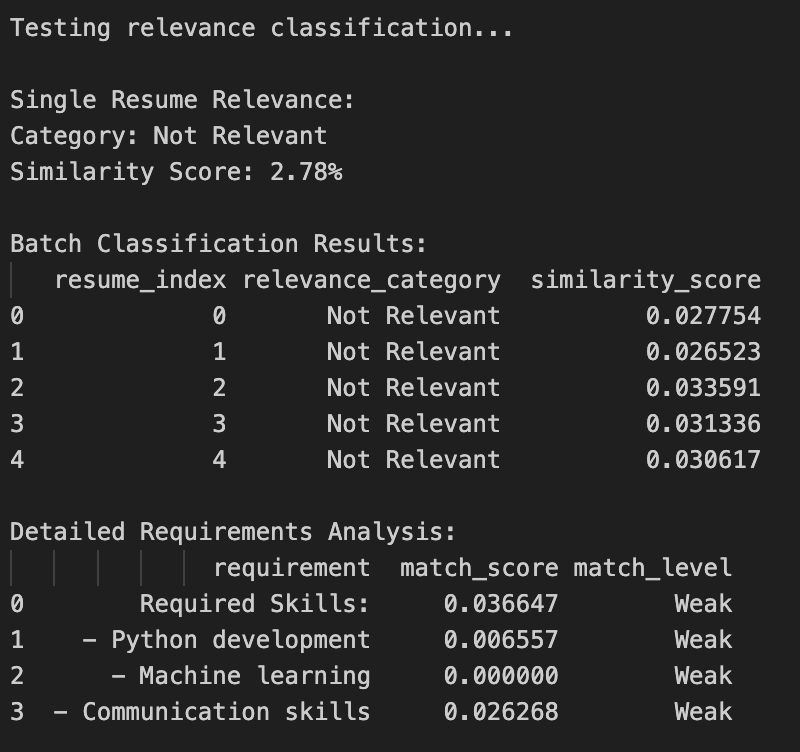 Testing relevance classification...
Single Resume Relevance:
Category: Not Relevant
Similarity Score: 2.78%
Batch Classification Results:
resume_index relevance_category similarity_score
0 0 Not Relevant 0.027754
1 1 Not Relevant 0.026523
2 2 Not Relevant 0.033591
3 3 Not Relevant 0.031336
4 4 Not Relevant 0.030617
Detailed Requirements Analysis:
requirement match_score match_level
0 Required Skills: 0.036647 Weak
1 - Python development 0.006557 Weak
2 - Machine learning 0.000000 Weak
3 - Communication skills 0.026268 Weak